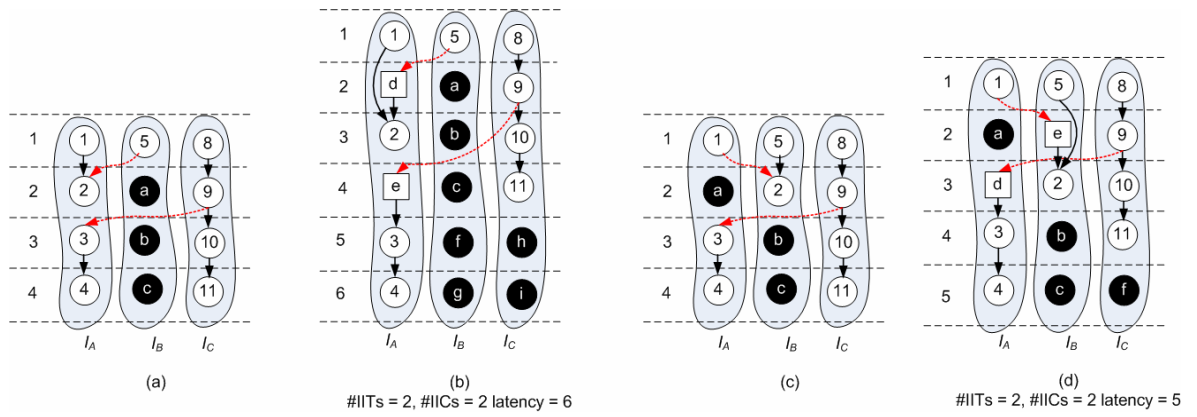 1 1 5 8
2 d a 9
3 2 b 10
4 e c 11
5 3 f h
6 4 g i
I_A I_B I_C
(b)
#IITs = 2, #IICs = 2 latency = 6
1 1 5 8
2 2 a 9
3 3 b 10
4 4 c 11
I_A I_B I_C
(a)
1 1 5 8
2 a 2 9
3 3 b 10
4 4 c 11
I_A I_B I_C
(c)
1 1 5 8
2 a e 9
3 d 2 10
4 3 b 11
5 4 c f
I_A I_B I_C
(d)
#IITs = 2, #IICs = 2 latency = 5